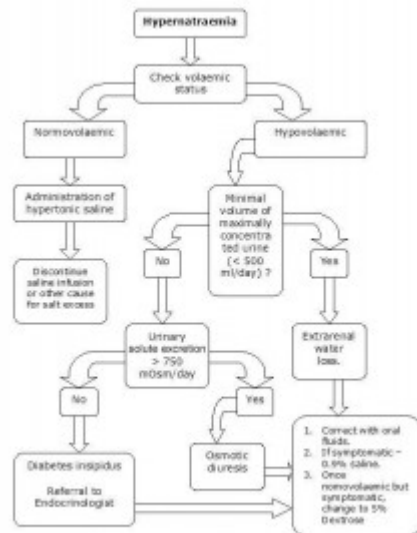 Hypernatraemia
Check volaemic
status
Normovolaemic
Hypovolaemic
Administration of
hypertonic saline
Minimal
volume of
maximally
concentra
ted urine
(< 500
ml/day) ?
No
Yes
Discontinue
saline infusion
or other cause
for salt excess
Urinary
solute excretion
> 750
mOsm/day
Extrarenal
water
loss.
No
Yes
Diabetes insipidus
Referral to
Endocrinologist
Osmotic
diuresis
1. Correct with oral
fluids.
2. If symptomatic –
0.9% saline.
3. Once
normovolaemic but
symptomatic,
change to 5%
Dextrose